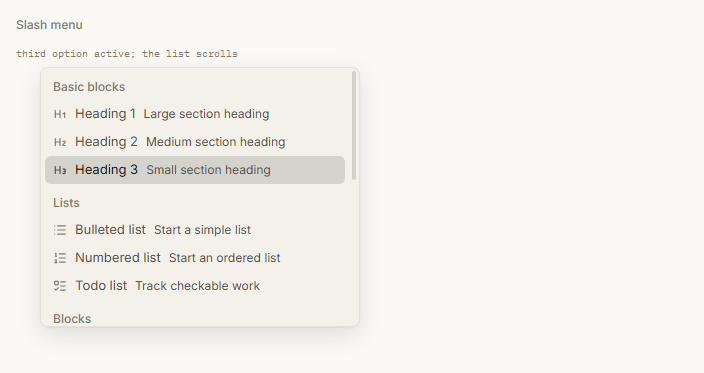 Slash menu
third option active; the list scrolls
Basic blocks
H1 Heading 1 Large section heading
H2 Heading 2 Medium section heading
H3 Heading 3 Small section heading
Lists
Bulleted list Start a simple list
Numbered list Start an ordered list
Todo list Track checkable work
Blocks